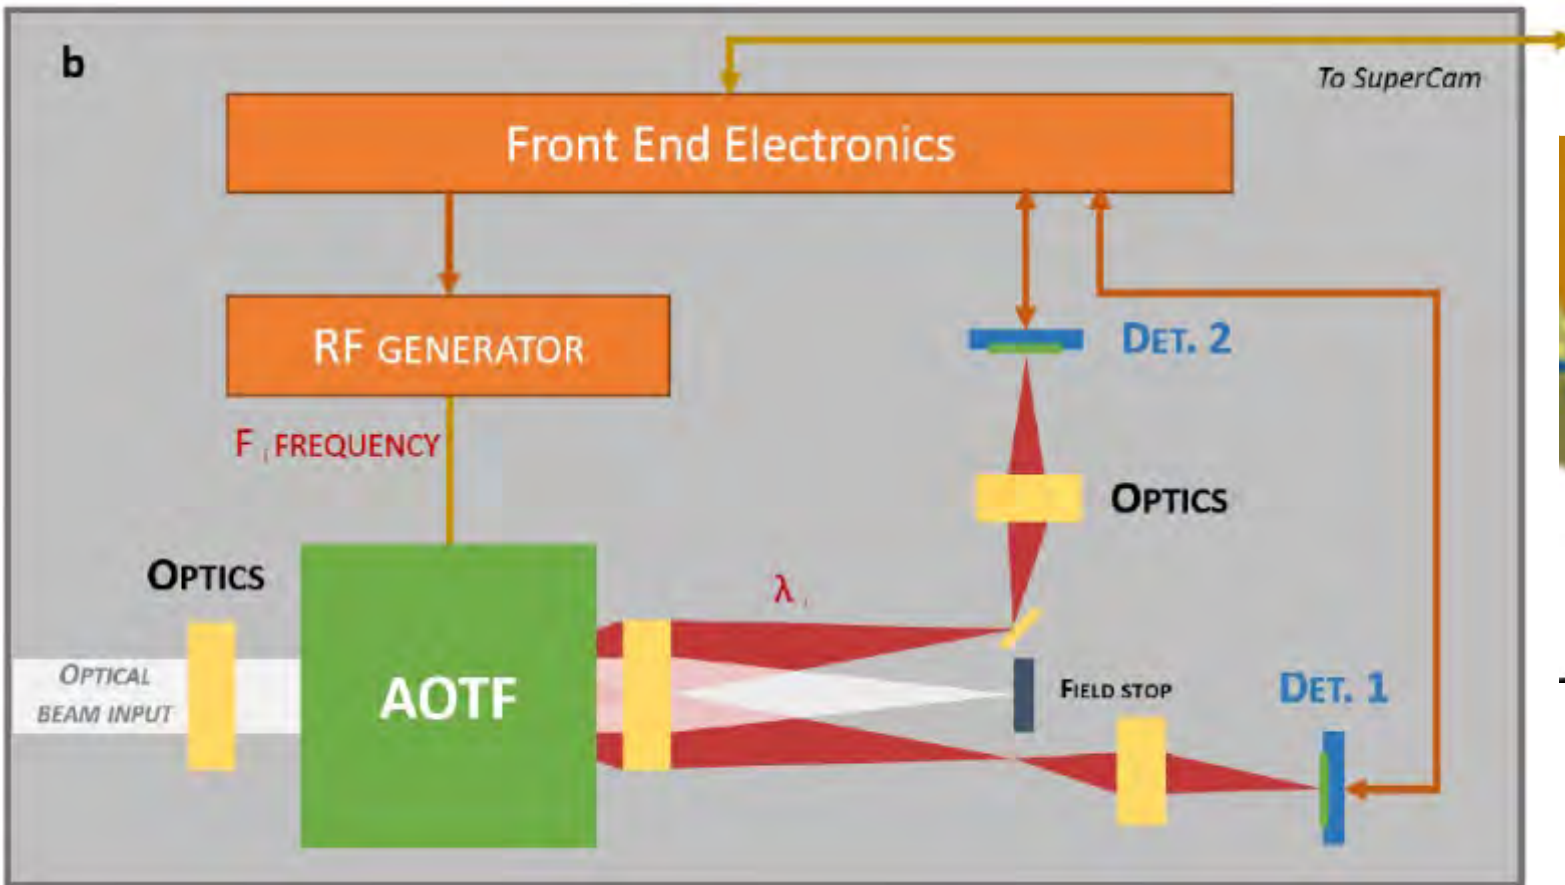 b
To SuperCam
Front End Electronics
RF GENERATOR
DET. 2
F i FREQUENCY
OPTICS
OPTICS
λ i
OPTICAL
BEAM INPUT
AOTF
FIELD STOP
DET. 1